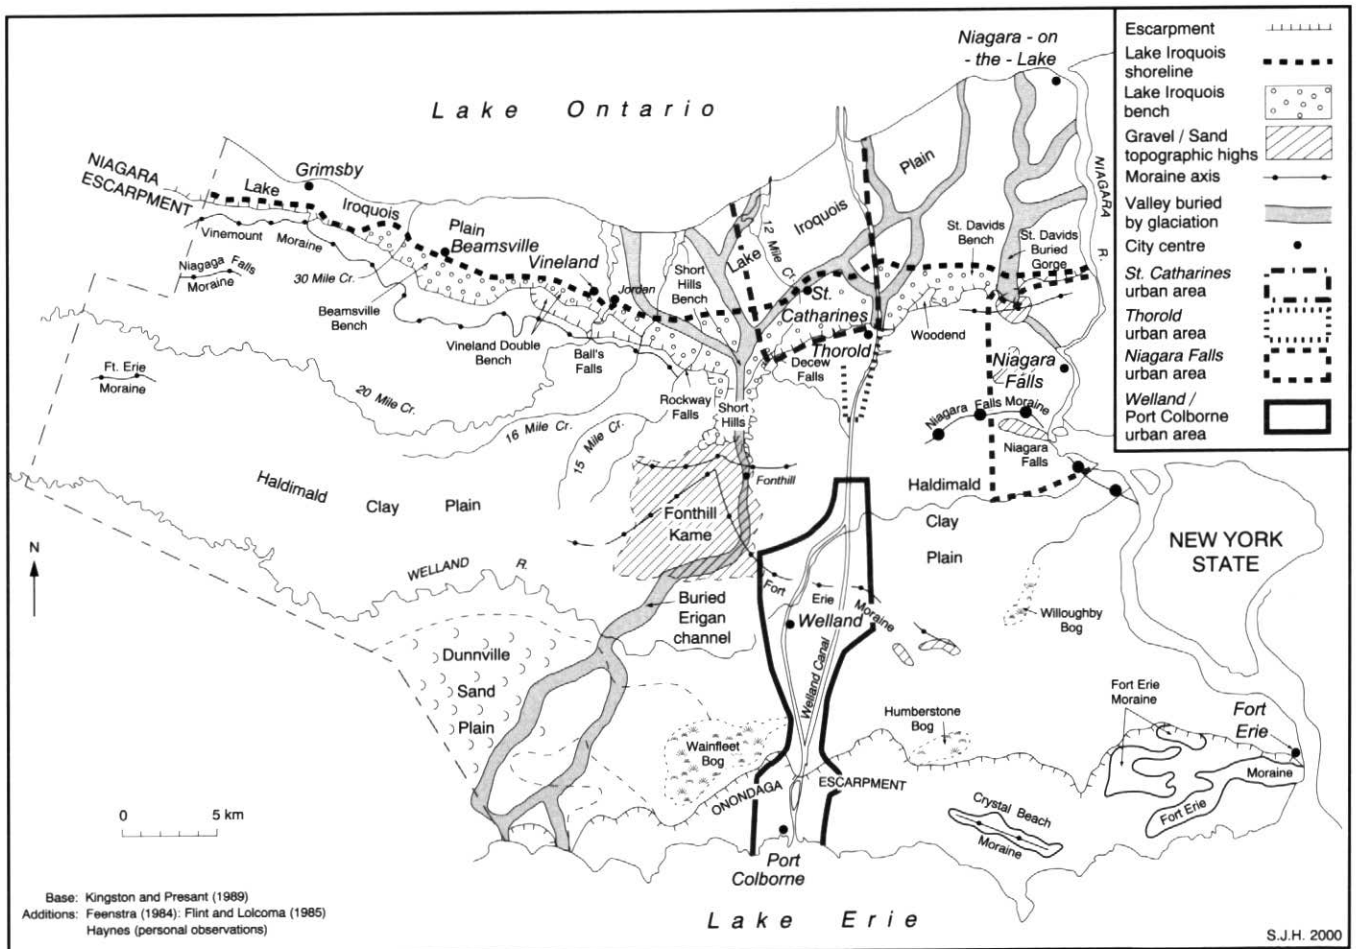 Niagara - on
- the - Lake
Lake Ontario
Escarpment
Lake Iroquois
shoreline
Lake Iroquois
bench
Gravel / Sand
topographic highs
Moraine axis
Valley buried
by glaciation
City centre
St. Catharines
urban area
Thorold
urban area
Niagara Falls
urban area
Welland /
Port Colborne
urban area
NIAGARA
ESCARPMENT
Grimsby
Lake
Iroquois
Plain
Beamsville
Vineland
Jordan
Vinemount
Moraine
Niagaga Falls
Moraine
30 Mile Cr.
Beamsville
Bench
Vineland Double
Bench
Ball's
Falls
Short
Hills
Bench
Lake
12 Mile Cr.
Iroquois
Plain
St.
Catharines
St. Davids
Bench
St. Davids
Buried
Gorge
NIAGARA
R.
Thorold
Decew
Falls
Woodend
Niagara
Falls
Rockway
Falls
Short
Hills
Ft. Erie
Moraine
20 Mile Cr.
16 Mile Cr.
15 Mile Cr.
Niagara Falls Moraine
Niagara
Falls
Fonthill
Haldimald
Clay
Plain
Haldimald
Clay
Plain
Fonthill
Kame
NEW YORK
STATE
N
WELLAND R.
Fort
Erie
Moraine
Buried
Erigan
channel
Welland
Willoughby
Bog
Dunnville
Sand
Plain
Welland Canal
Wainfleet
Bog
Humberstone
Bog
Fort Erie
Moraine
Fort
Erie
Moraine
Fort Erie
ONONDAGA
ESCARPMENT
Crystal Beach
Moraine
0 5 km
Port
Colborne
Lake Erie
Base: Kingston and Presant (1989)
Additions: Feenstra (1984): Flint and Lolcoma (1985)
Haynes (personal observations)
S.J.H. 2000